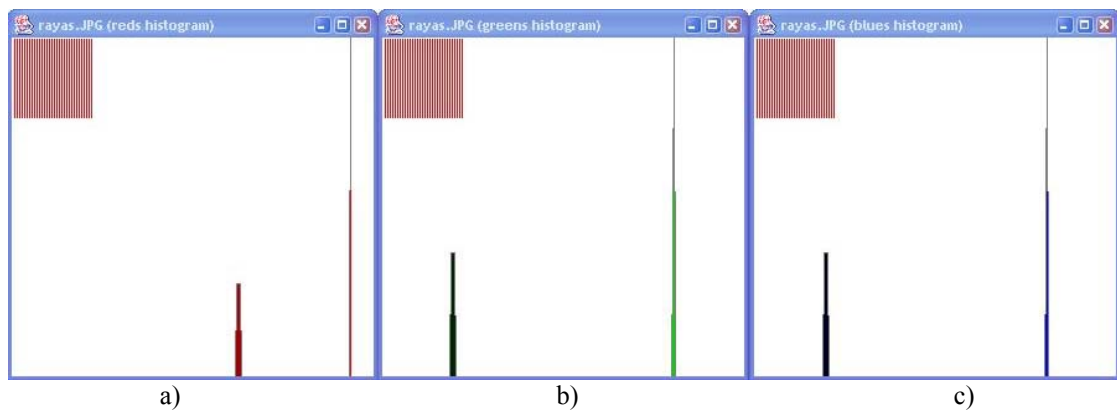 rayas.JPG (reds histogram)
rayas.JPG (greens histogram)
rayas.JPG (blues histogram)
a)
b)
c)